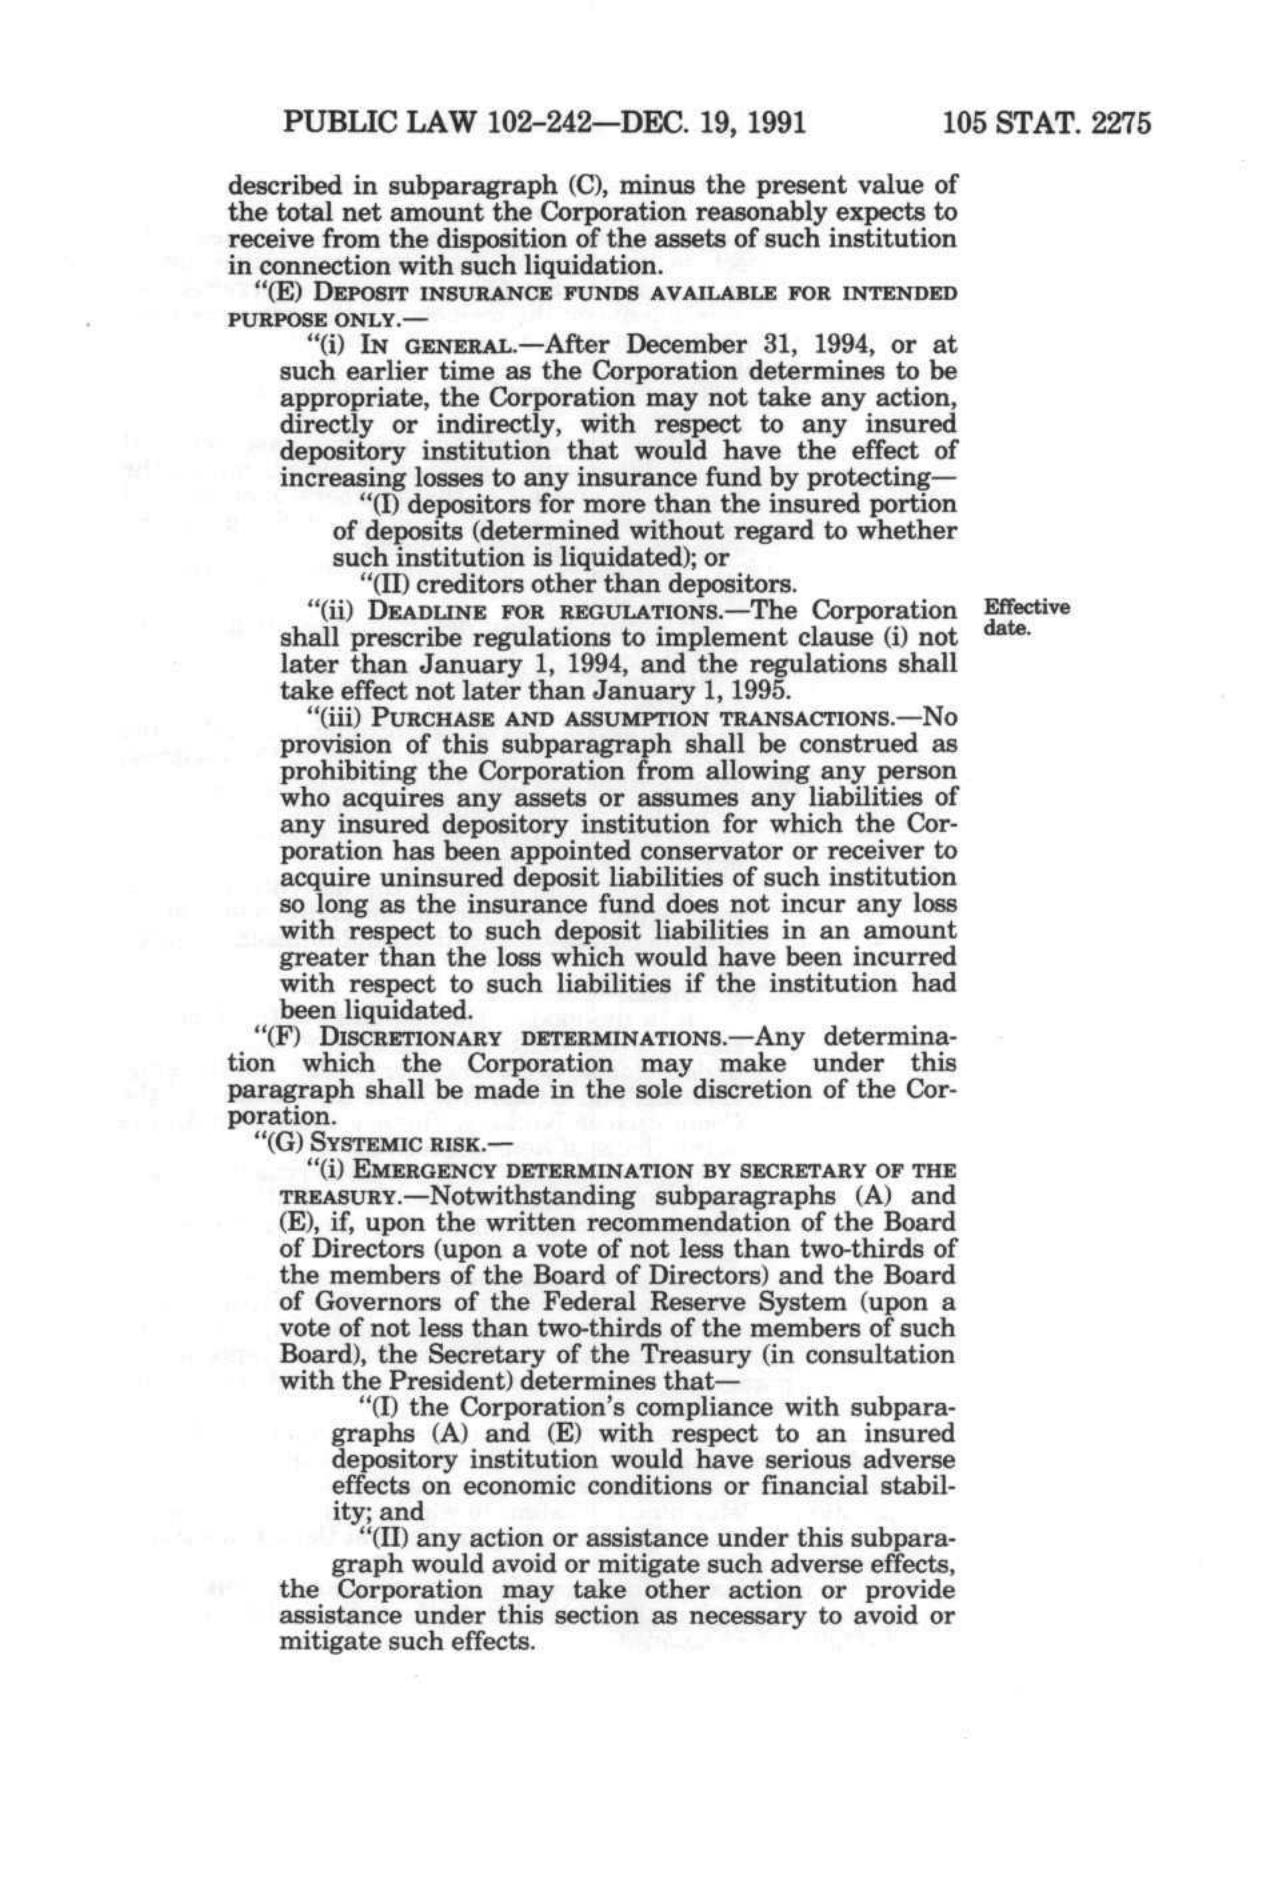 PUBLIC LAW 102-242—DEC. 19, 1991 105 STAT. 2275
described in subparagraph (C), minus the present value of
the total net amount the Corporation reasonably expects to
receive from the disposition of the assets of such institution
in connection with such liquidation.
"(E) DEPOSIT INSURANCE FUNDS AVAILABLE FOR INTENDED
PURPOSE ONLY.—
"(i) IN GENERAL.—After December 31, 1994, or at
such earlier time as the Corporation determines to be
appropriate, the Corporation may not take any action,
directly or indirectly, with respect to any insured
depository institution that would have the effect of
increasing losses to any insurance fund by protecting—
"(I) depositors for more than the insured portion
of deposits (determined without regard to whether
such institution is liquidated); or
"(II) creditors other than depositors.
"(ii) DEADLINE FOR REGULATIONS.—The Corporation
shall prescribe regulations to implement clause (i) not
later than January 1, 1994, and the regulations shall
take effect not later than January 1, 1995.
Effective
date.
"(iii) PURCHASE AND ASSUMPTION TRANSACTIONS.—No
provision of this subparagraph shall be construed as
prohibiting the Corporation from allowing any person
who acquires any assets or assumes any liabilities of
any insured depository institution for which the Cor-
poration has been appointed conservator or receiver to
acquire uninsured deposit liabilities of such institution
so long as the insurance fund does not incur any loss
with respect to such deposit liabilities in an amount
greater than the loss which would have been incurred
with respect to such liabilities if the institution had
been liquidated.
"(F) DISCRETIONARY DETERMINATIONS.—Any determina-
tion which the Corporation may make under this
paragraph shall be made in the sole discretion of the Cor-
poration.
"(G) SYSTEMIC RISK.—
"(i) EMERGENCY DETERMINATION BY SECRETARY OF THE
TREASURY.—Notwithstanding subparagraphs (A) and
(E), if, upon the written recommendation of the Board
of Directors (upon a vote of not less than two-thirds of
the members of the Board of Directors) and the Board
of Governors of the Federal Reserve System (upon a
vote of not less than two-thirds of the members of such
Board), the Secretary of the Treasury (in consultation
with the President) determines that—
"(I) the Corporation's compliance with subpara-
graphs (A) and (E) with respect to an insured
depository institution would have serious adverse
effects on economic conditions or financial stabil-
ity; and
"(II) any action or assistance under this subpara-
graph would avoid or mitigate such adverse effects,
the Corporation may take other action or provide
assistance under this section as necessary to avoid or
mitigate such effects.